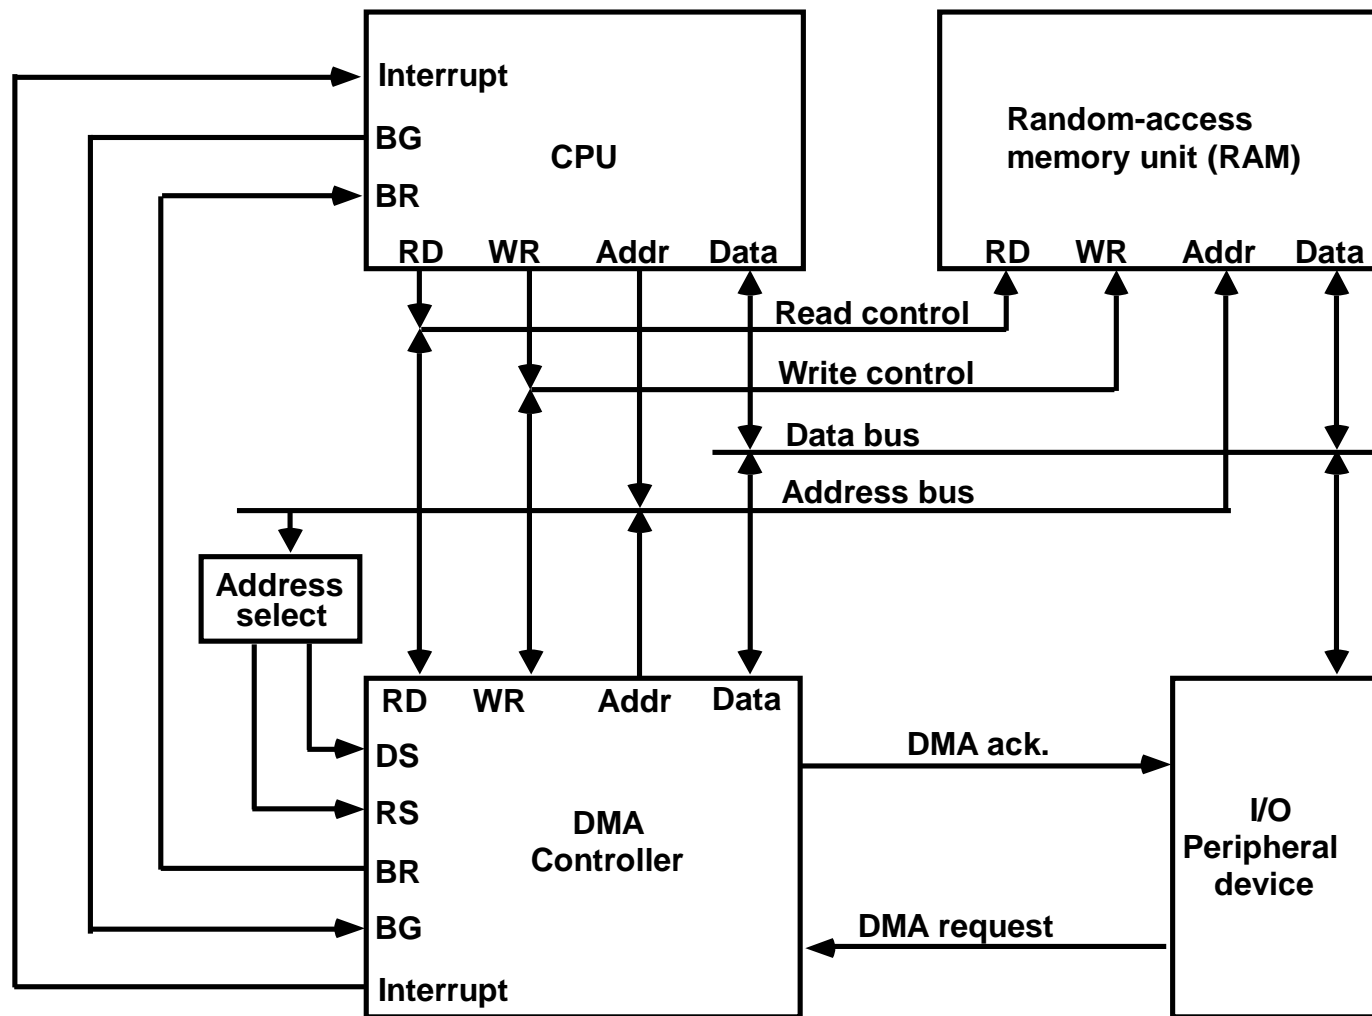 Interrupt
BG
CPU
BR
RD WR Addr Data
Random-access
memory unit (RAM)
RD WR Addr Data
Read control
Write control
Data bus
Address bus
Address
select
RD WR Addr Data
DS
RS
BR
BG
Interrupt
DMA
Controller
DMA ack.
DMA request
I/O
Peripheral
device